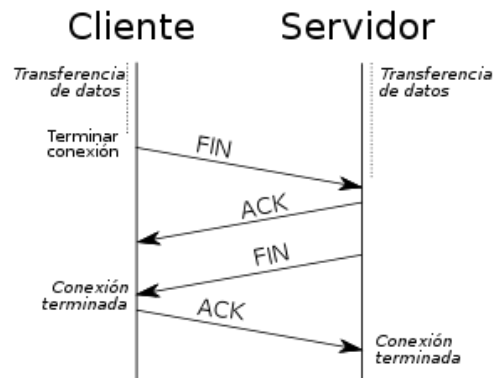 Cliente Servidor
Transferencia
de datos
Transferencia
de datos
Terminar
conexión
FIN
ACK
FIN
Conexión
terminada
ACK
Conexión
terminada